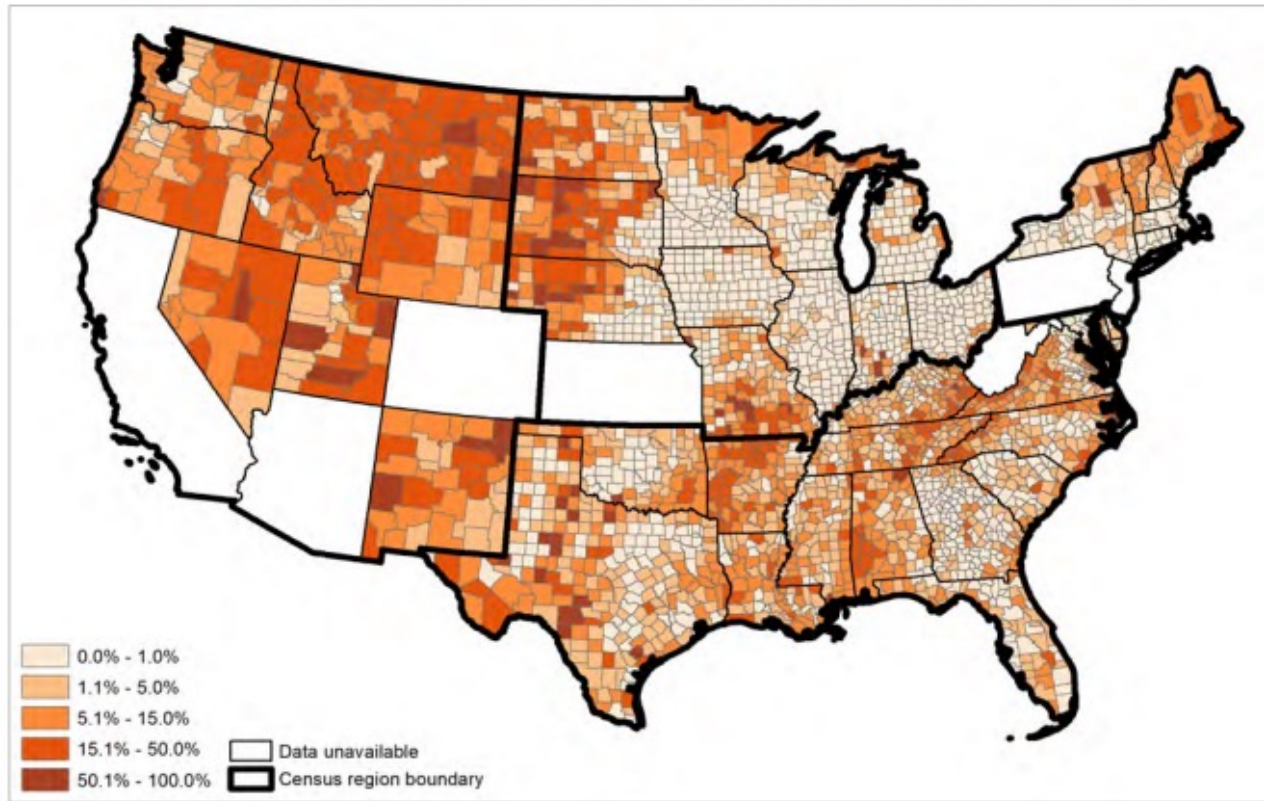 0.0% - 1.0%
1.1% - 5.0%
5.1% - 15.0%
15.1% - 50.0%
50.1% - 100.0%
Data unavailable
Census region boundary